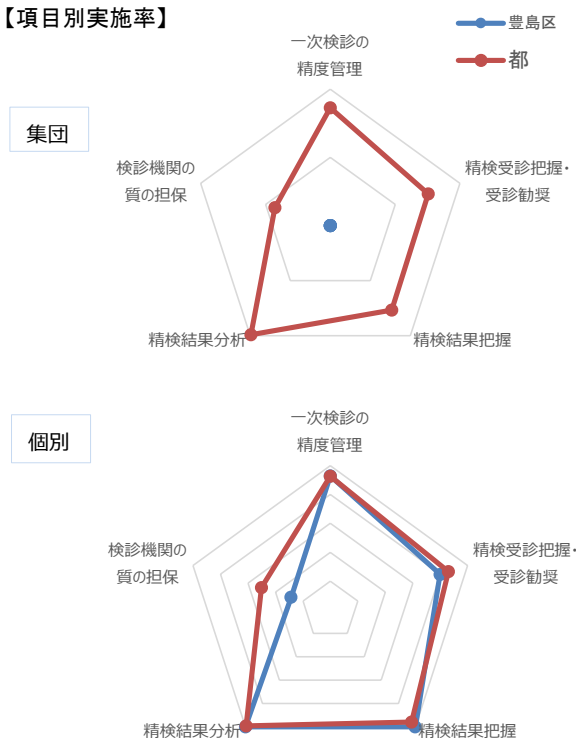 【項目別実施率】
豊島区
都
集団
一次検診の
精度管理
検診機関の
質の担保
精検受診把握・
受診勧奨
精検結果分析
精検結果把握
個別
一次検診の
精度管理
検診機関の
質の担保
精検受診把握・
受診勧奨
精検結果分析
精検結果把握